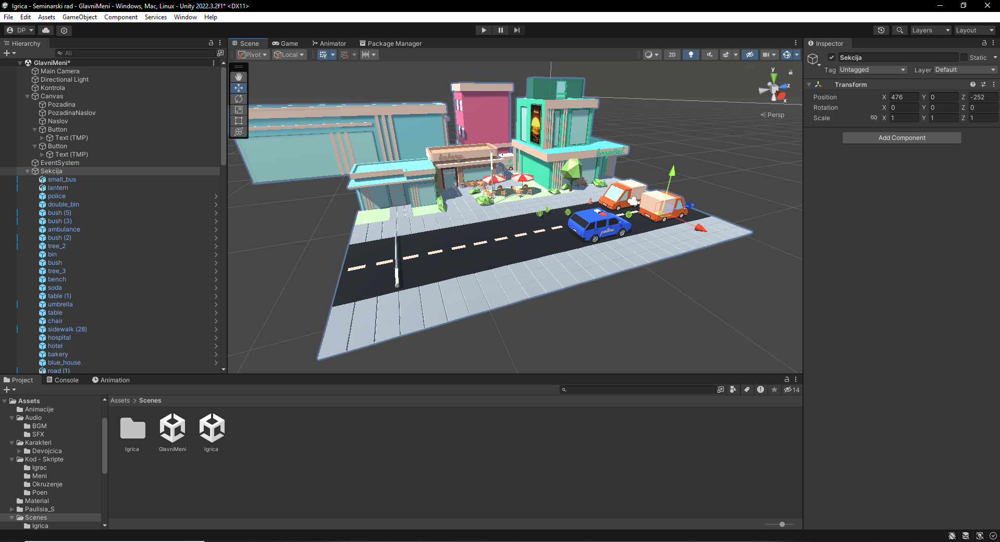 Igrica - Seminarski rad - GlavniMeni - Windows, Mac, Linux - Unity 2022.3.2f1* <DX11>
File Edit Assets GameObject Component Services Window Help
DP Layers Layout
Hierarchy
All
GlavniMeni*
Main Camera
Directional Light
Kontrola
Canvas
Pozadina
PozadinaNaslov
Naslov
Button
Text (TMP)
Button
Text (TMP)
EventSystem
Sekcija
small_bus
lantern
police
double_bin
bush (5)
bush (3)
ambulance
bush (2)
tree_2
bin
bush
tree_3
bench
soda
table (1)
umbrella
table
chair
sidewalk (28)
hospital
hotel
bakery
blue_house
road (1)
Scene Game Animator Package Manager
Pivot Local 2D
y
z
x
Persp
bakery
hospital
police
Inspector
Sekcija Static
Tag Untagged Layer Default
Transform
Position X 476 Y 0 Z -252
Rotation X 0 Y 0 Z 0
Scale X 1 Y 1 Z 1
Add Component
Project Console Animation
14
Assets
Animacije
Audio
BGM
SFX
Karakteri
Devojcica
Kod - Skripte
Igrac
Meni
Okruzenje
Poen
Material
Paulisia_S
Scenes
Igrica
Assets > Scenes
Igrica GlavniMeni Igrica